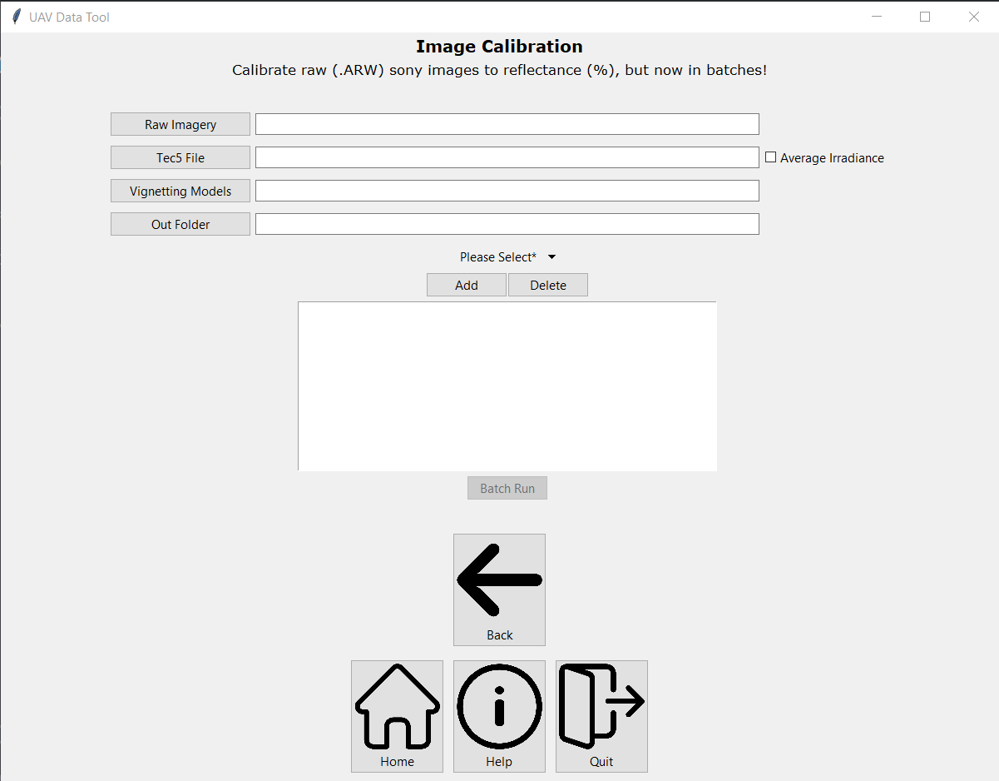 UAV Data Tool
Image Calibration
Calibrate raw (.ARW) sony images to reflectance (%), but now in batches!
Raw Imagery
Tec5 File
Average Irradiance
Vignetting Models
Out Folder
Please Select*
Add Delete
Batch Run
Back
Home Help Quit